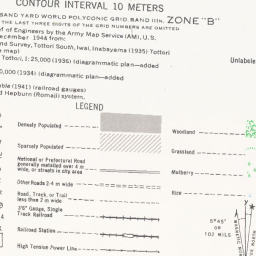 CONTOUR INTERVAL 10 METERS
SAND YARD WORLD POLYCONIC GRID, BAND IIIN, ZONE "B"
THE LAST THREE DIGITS OF THE GRID NUMBERS ARE OMITTED
of Engineers by the Army Map Service (AM), U.S.
December 1944 from:
nd Survey, Tottori South, Iwai, Inabayama (1935) Tottori
map)
Tottori, 1: 25,000 (1936) (diagrammatic plan—added
0,000 (1934) (diagrammatic plan—added
(1941) (railroad gauges)
d Hepburn (Romaji) system.
Unlabele
LEGEND
Densely Populated
Sparsely Populated
National or Prefectural Road
generally metalled over 4 m
wide, or streets in city area
Other Roads 2-4 m wide
Road, Track, or Trail
less than 2 m wide
3'6" Gauge, Single
Track Railroad
Railroad Station
High Tension Power Line
Woodland
Grassland
Mulberry
Rice
5°45'
OR
102 MILS